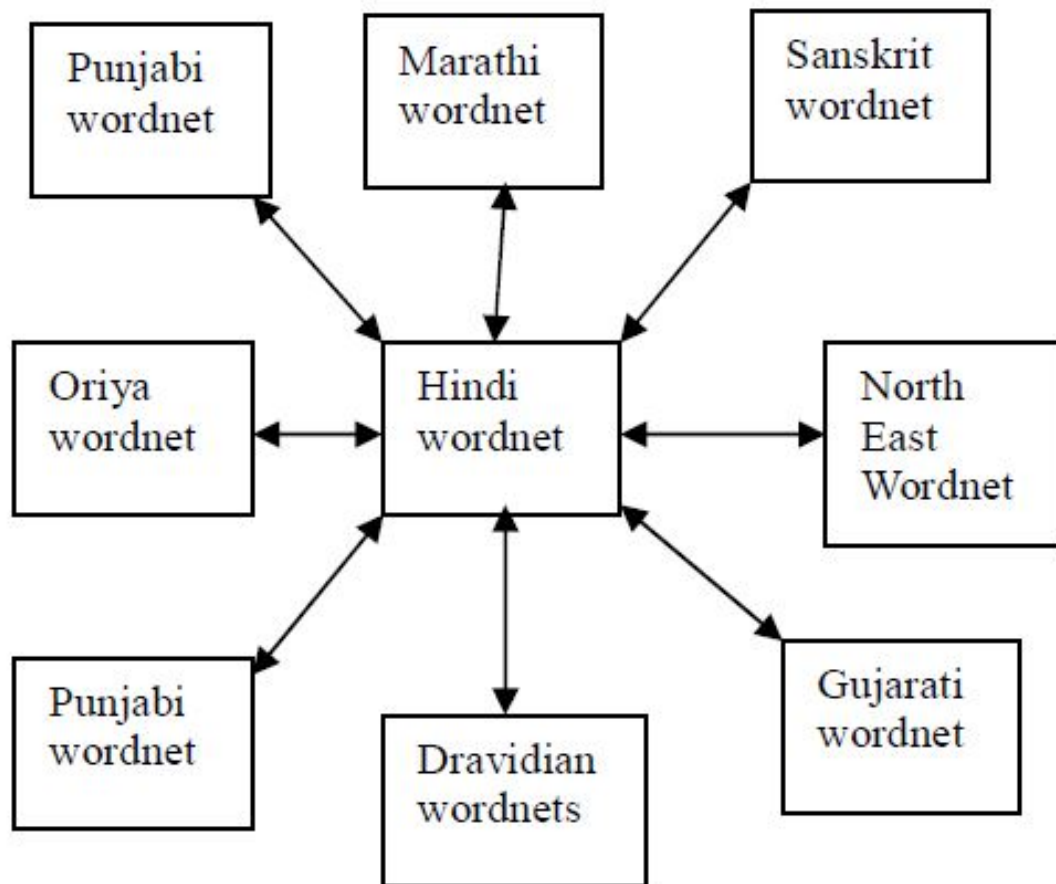 Punjabi
wordnet
Marathi
wordnet
Sanskrit
wordnet
Oriya
wordnet
Hindi
wordnet
North
East
Wordnet
Punjabi
wordnet
Dravidian
wordnets
Gujarati
wordnet